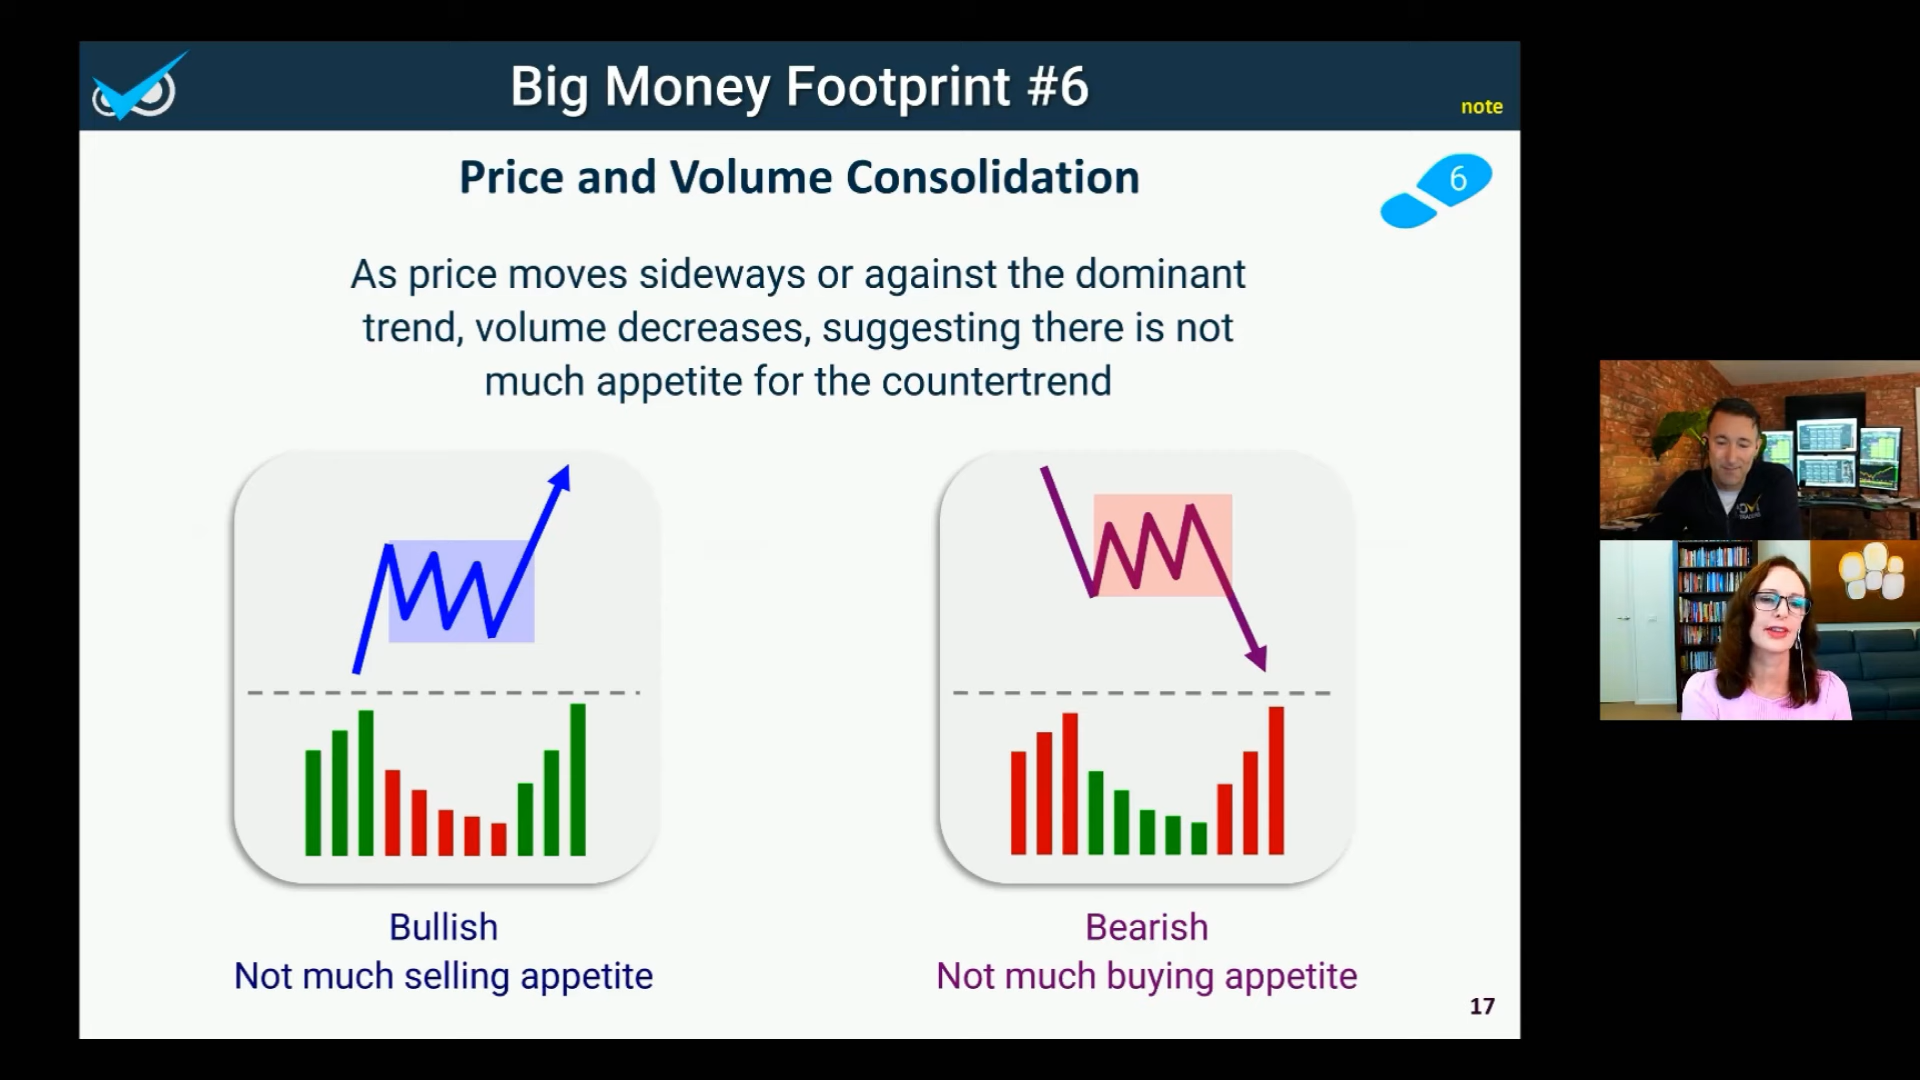 Big Money Footprint #6
note
Price and Volume Consolidation
6
As price moves sideways or against the dominant
trend, volume decreases, suggesting there is not
much appetite for the countertrend
Bullish
Not much selling appetite
Bearish
Not much buying appetite
17